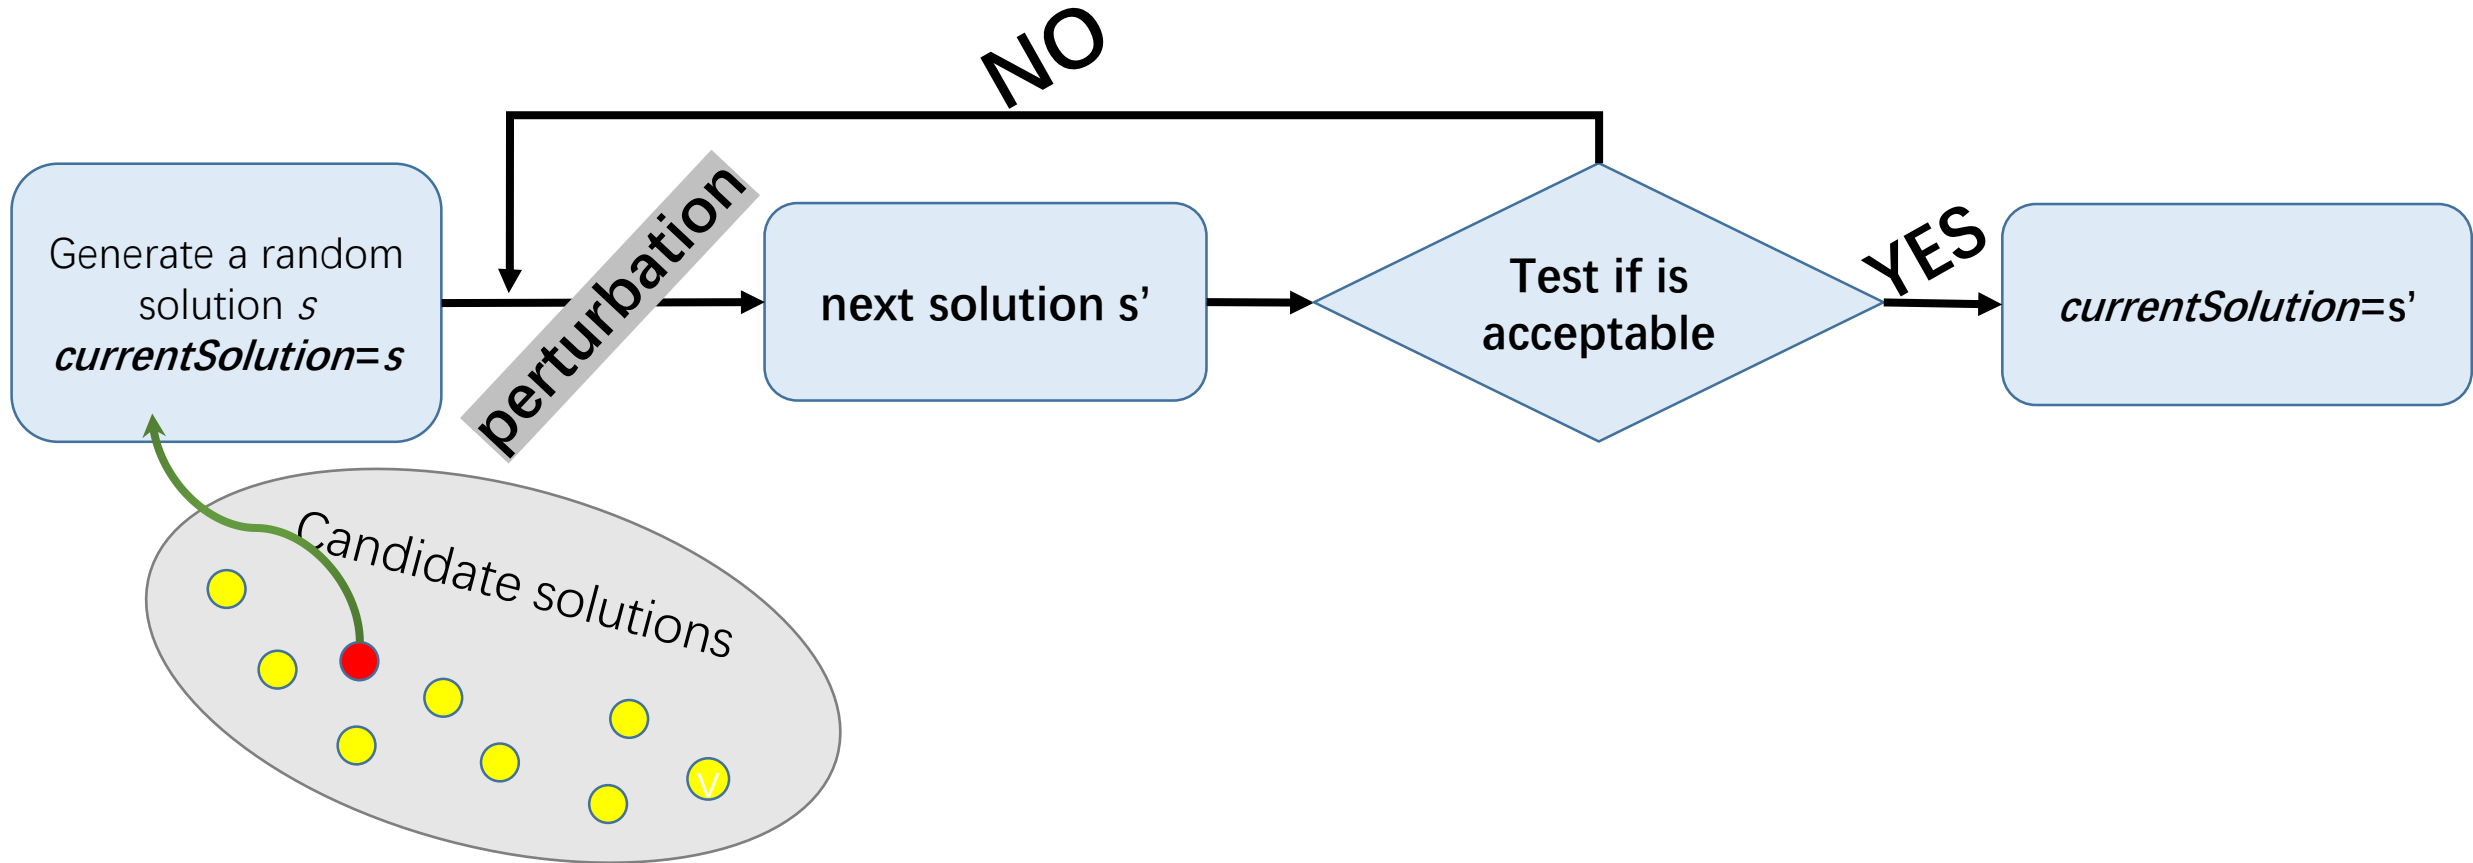 NO
Generate a random
solution s
currentSolution=s
perturbation
next solution s’
Test if is
acceptable
YES
currentSolution=s’
Candidate solutions
V